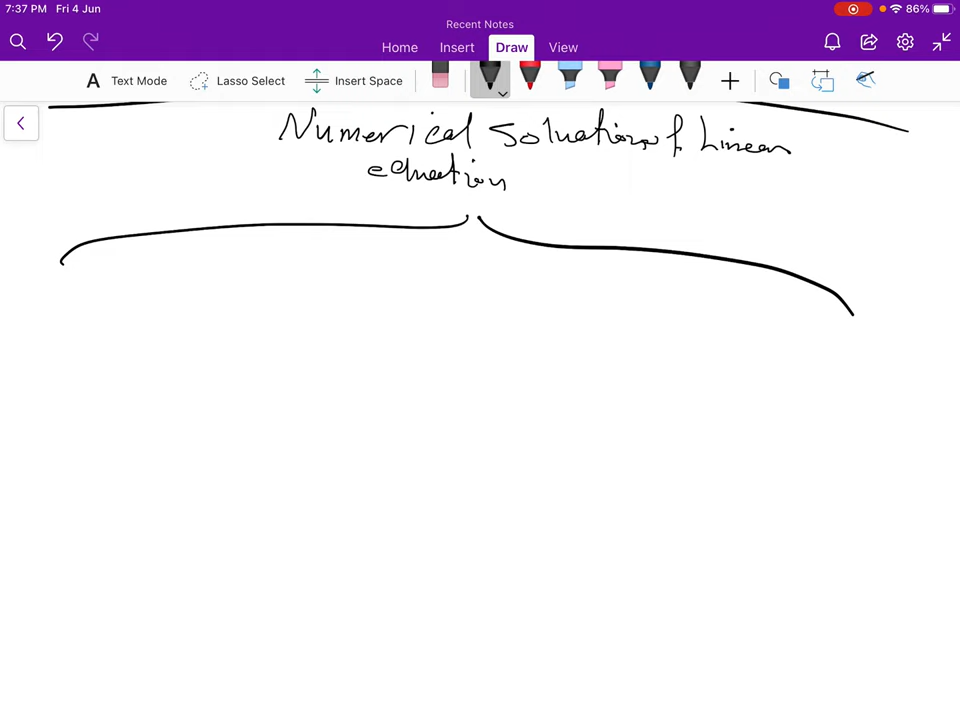 7:37 PM Fri 4 Jun 86%
Recent Notes
Home Insert Draw View
Text Mode Lasso Select Insert Space
Numerical Solution of Linear
equation